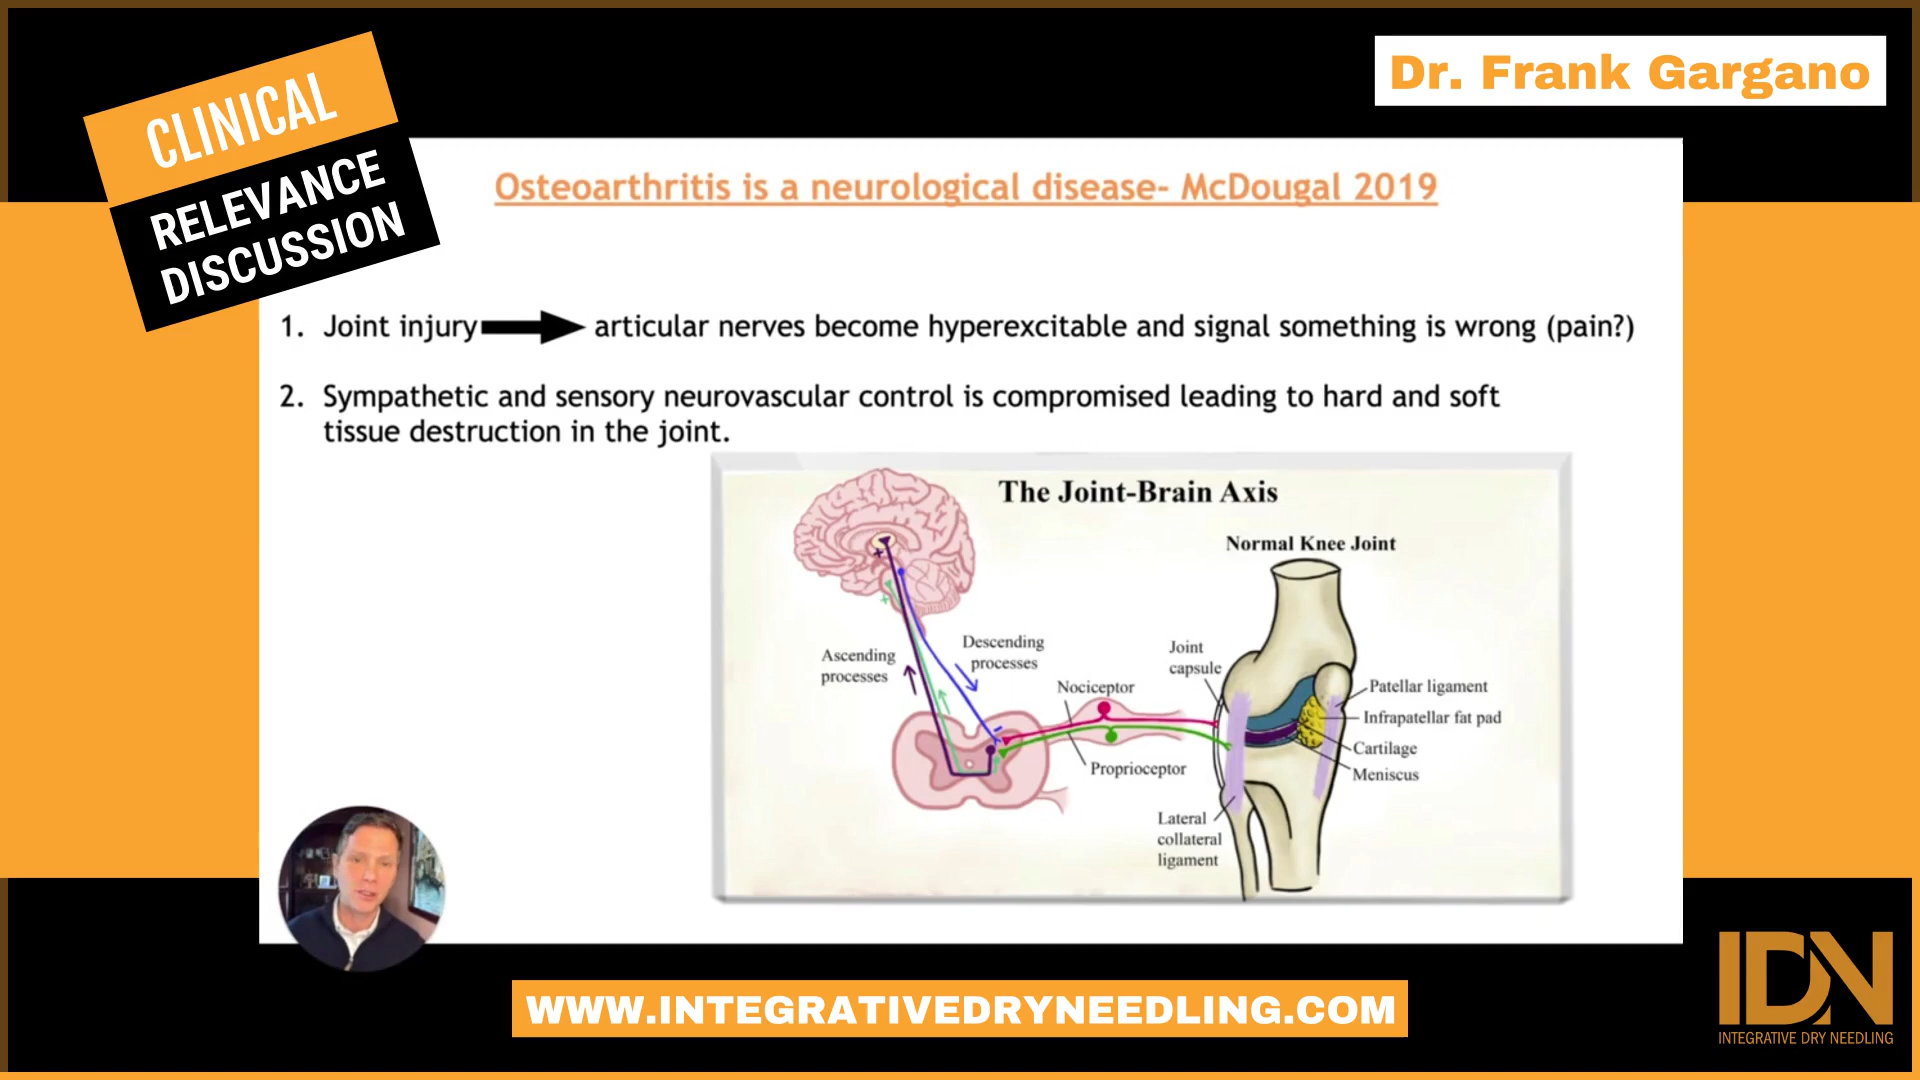 CLINICAL
RELEVANCE
DISCUSSION
Dr. Frank Gargano
Osteoarthritis is a neurological disease- McDougal 2019
1. Joint injury articular nerves become hyperexcitable and signal something is wrong (pain?)
2. Sympathetic and sensory neurovascular control is compromised leading to hard and soft
tissue destruction in the joint.
The Joint-Brain Axis
Normal Knee Joint
Ascending
processes
Descending
processes
Nociceptor
Proprioceptor
Joint
capsule
Patellar ligament
Infrapatellar fat pad
Cartilage
Meniscus
Lateral
collateral
ligament
WWW.INTEGRATIVEDRYNEEDLING.COM
IDN
INTEGRATIVE DRY NEEDLING